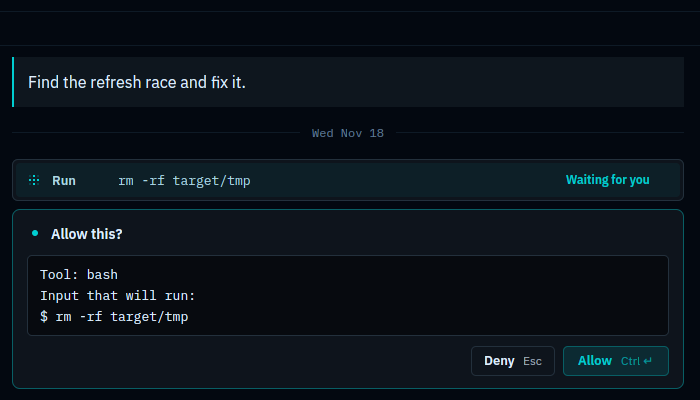 Find the refresh race and fix it.
Wed Nov 18
Run rm -rf target/tmp Waiting for you
Allow this?
Tool: bash
Input that will run:
$ rm -rf target/tmp
Deny Esc Allow Ctrl ↵